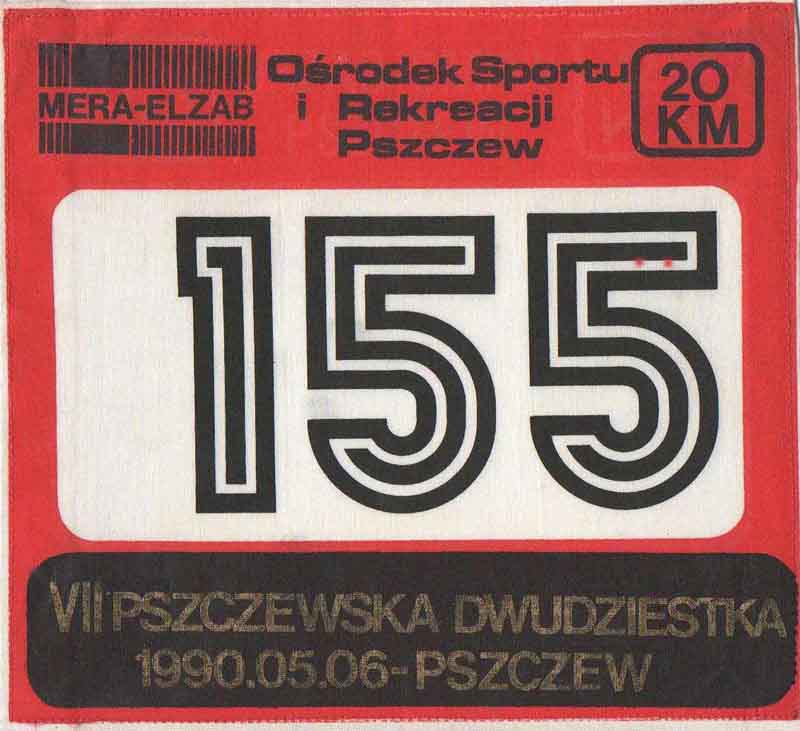 MERA-ELZAB
Ośrodek Sportu
i Rekreacji
Pszczew
20
KM
155
VII PSZCZEWSKA DWUDZIESTKA
1990.05.06-PSZCZEW